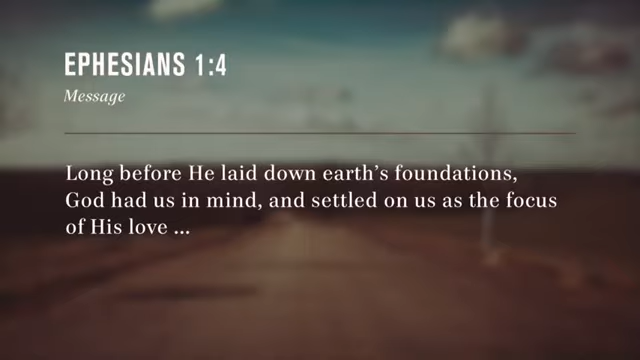 EPHESIANS 1:4
Message
Long before He laid down earth’s foundations,
God had us in mind, and settled on us as the focus
of His love ...